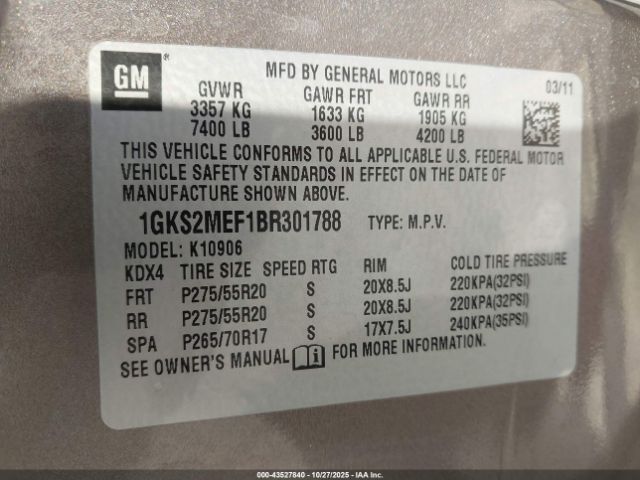 GM
®
MFD BY GENERAL MOTORS LLC
03/11
GVWR GAWR FRT GAWR RR
3357 KG 1633 KG 1905 KG
7400 LB 3600 LB 4200 LB
THIS VEHICLE CONFORMS TO ALL APPLICABLE U.S. FEDERAL MOTOR
VEHICLE SAFETY STANDARDS IN EFFECT ON THE DATE OF
MANUFACTURE SHOWN ABOVE.
1GKS2MEF1BR301788 TYPE: M.P.V.
MODEL: K10906
KDX4 TIRE SIZE SPEED RTG RIM COLD TIRE PRESSURE
FRT P275/55R20 S 20X8.5J 220KPA(32PSI)
RR P275/55R20 S 20X8.5J 220KPA(32PSI)
SPA P265/70R17 S 17X7.5J 240KPA(35PSI)
SEE OWNER'S MANUAL FOR MORE INFORMATION.
000-43527840 | 10/27/2025 | IAAI - Copart, Inc.